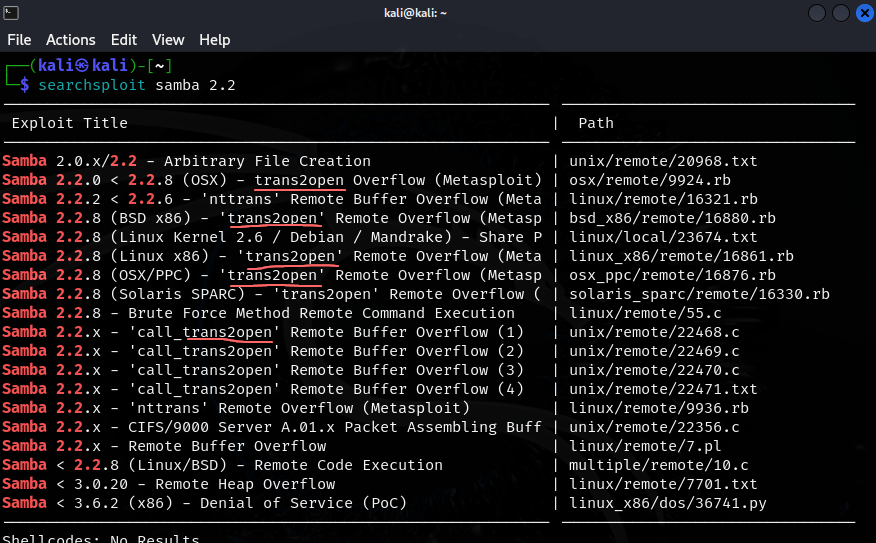 kali@kali: ~
File Actions Edit View Help
┌──(kali㉿kali)-[~]
└─$ searchsploit samba 2.2
Exploit Title | Path
Samba 2.0.x/2.2 - Arbitrary File Creation | unix/remote/20968.txt
Samba 2.2.0 < 2.2.8 (OSX) - trans2open Overflow (Metasploit) | osx/remote/9924.rb
Samba 2.2.2 < 2.2.6 - 'nttrans' Remote Buffer Overflow (Meta | linux/remote/16321.rb
Samba 2.2.8 (BSD x86) - 'trans2open' Remote Overflow (Metasp | bsd_x86/remote/16880.rb
Samba 2.2.8 (Linux Kernel 2.6 / Debian / Mandrake) - Share P | linux/local/23674.txt
Samba 2.2.8 (Linux x86) - 'trans2open' Remote Overflow (Meta | linux_x86/remote/16861.rb
Samba 2.2.8 (OSX/PPC) - 'trans2open' Remote Overflow (Metasp | osx_ppc/remote/16876.rb
Samba 2.2.8 (Solaris SPARC) - 'trans2open' Remote Overflow ( | solaris_sparc/remote/16330.rb
Samba 2.2.8 - Brute Force Method Remote Command Execution | linux/remote/55.c
Samba 2.2.x - 'call_trans2open' Remote Buffer Overflow (1) | unix/remote/22468.c
Samba 2.2.x - 'call_trans2open' Remote Buffer Overflow (2) | unix/remote/22469.c
Samba 2.2.x - 'call_trans2open' Remote Buffer Overflow (3) | unix/remote/22470.c
Samba 2.2.x - 'call_trans2open' Remote Buffer Overflow (4) | unix/remote/22471.txt
Samba 2.2.x - 'nttrans' Remote Overflow (Metasploit) | linux/remote/9936.rb
Samba 2.2.x - CIFS/9000 Server A.01.x Packet Assembling Buff | unix/remote/22356.c
Samba 2.2.x - Remote Buffer Overflow | linux/remote/7.pl
Samba < 2.2.8 (Linux/BSD) - Remote Code Execution | multiple/remote/10.c
Samba < 3.0.20 - Remote Heap Overflow | linux/remote/7701.txt
Samba < 3.6.2 (x86) - Denial of Service (PoC) | linux_x86/dos/36741.py
Shellcodes: No Results